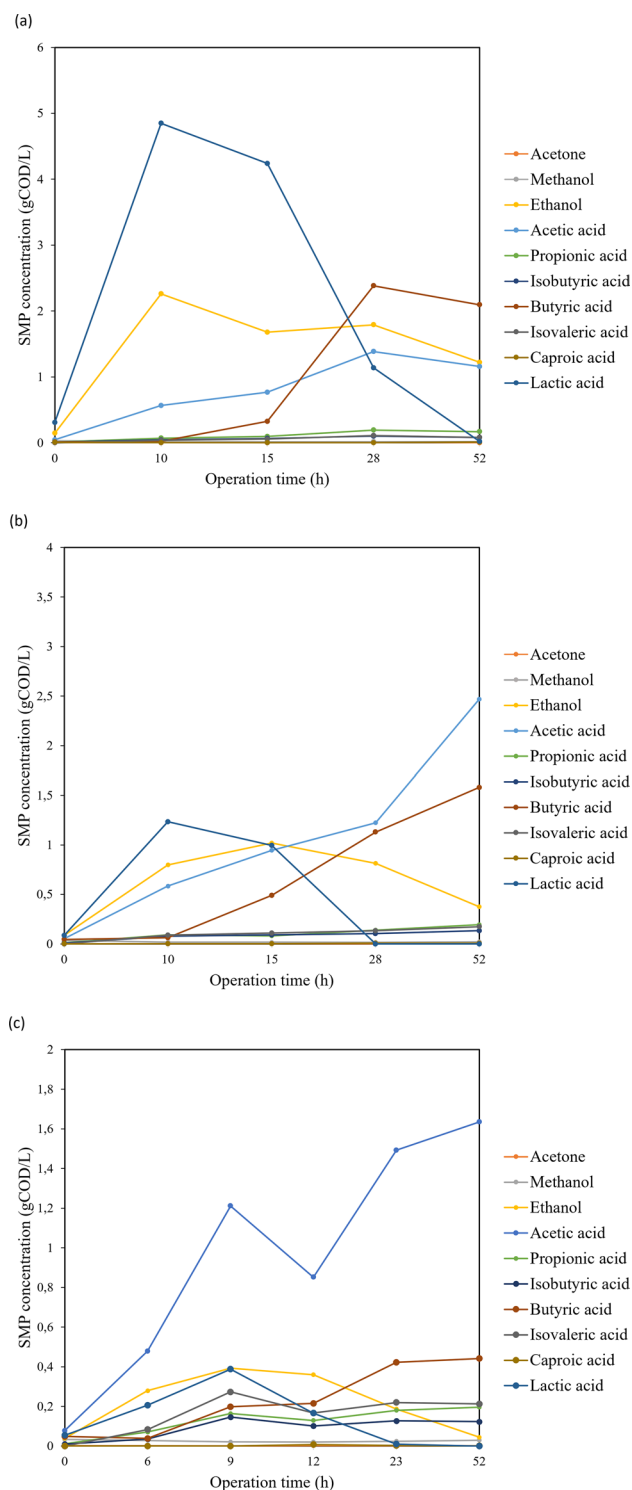 (a)
SMP concentration (gCOD/L)
6
5
4
3
2
1
0
0 10 15 28 52
Operation time (h)
Acetone
Methanol
Ethanol
Acetic acid
Propionic acid
Isobutyric acid
Butyric acid
Isovaleric acid
Caproic acid
Lactic acid
(b)
SMP concentration (gCOD/L)
4
3,5
3
2,5
2
1,5
1
0,5
0
0 10 15 28 52
Operation time (h)
Acetone
Methanol
Ethanol
Acetic acid
Propionic acid
Isobutyric acid
Butyric acid
Isovaleric acid
Caproic acid
Lactic acid
(c)
SMP concentration (gCOD/L)
2
1,8
1,6
1,4
1,2
1
0,8
0,6
0,4
0,2
0
0 6 9 12 23 52
Operation time (h)
Acetone
Methanol
Ethanol
Acetic acid
Propionic acid
Isobutyric acid
Butyric acid
Isovaleric acid
Caproic acid
Lactic acid